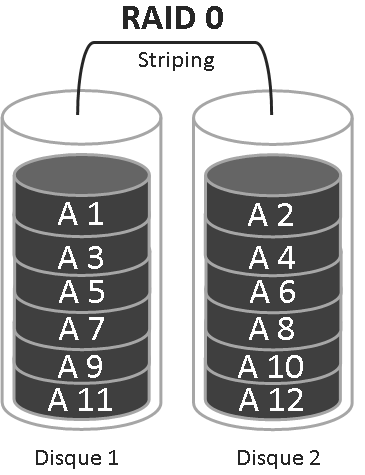 RAID 0
Striping
A 1
A 2
A 3
A 4
A 5
A 6
A 7
A 8
A 9
A 10
A 11
A 12
Disque 1
Disque 2